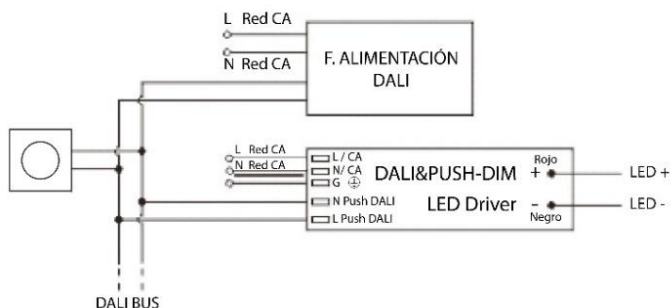 L Red CA
N Red CA
F. ALIMENTACIÓN
DALI
L Red CA
N Red CA
L / CA
N/ CA
G
N Push DALI
L Push DALI
DALI&PUSH-DIM
LED Driver
Rojo
+
-
Negro
LED +
LED -
DALI BUS